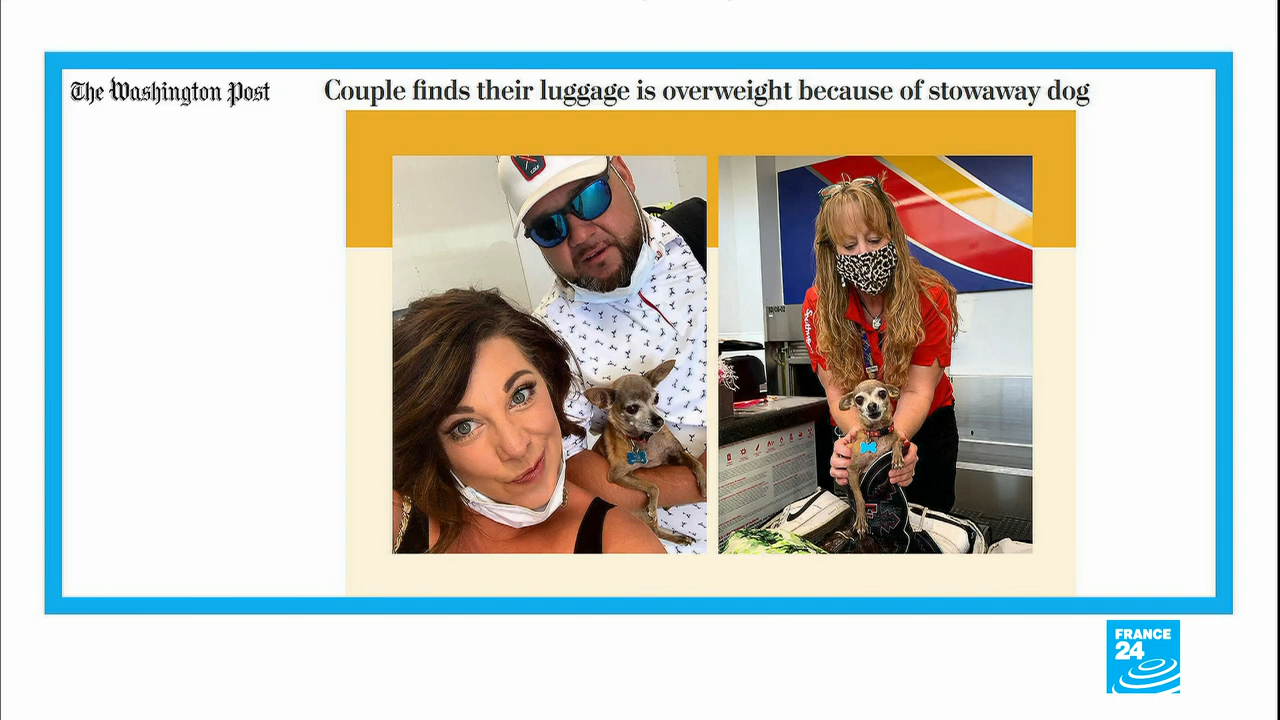 The Washington Post
Couple finds their luggage is overweight because of stowaway dog
FRANCE
24